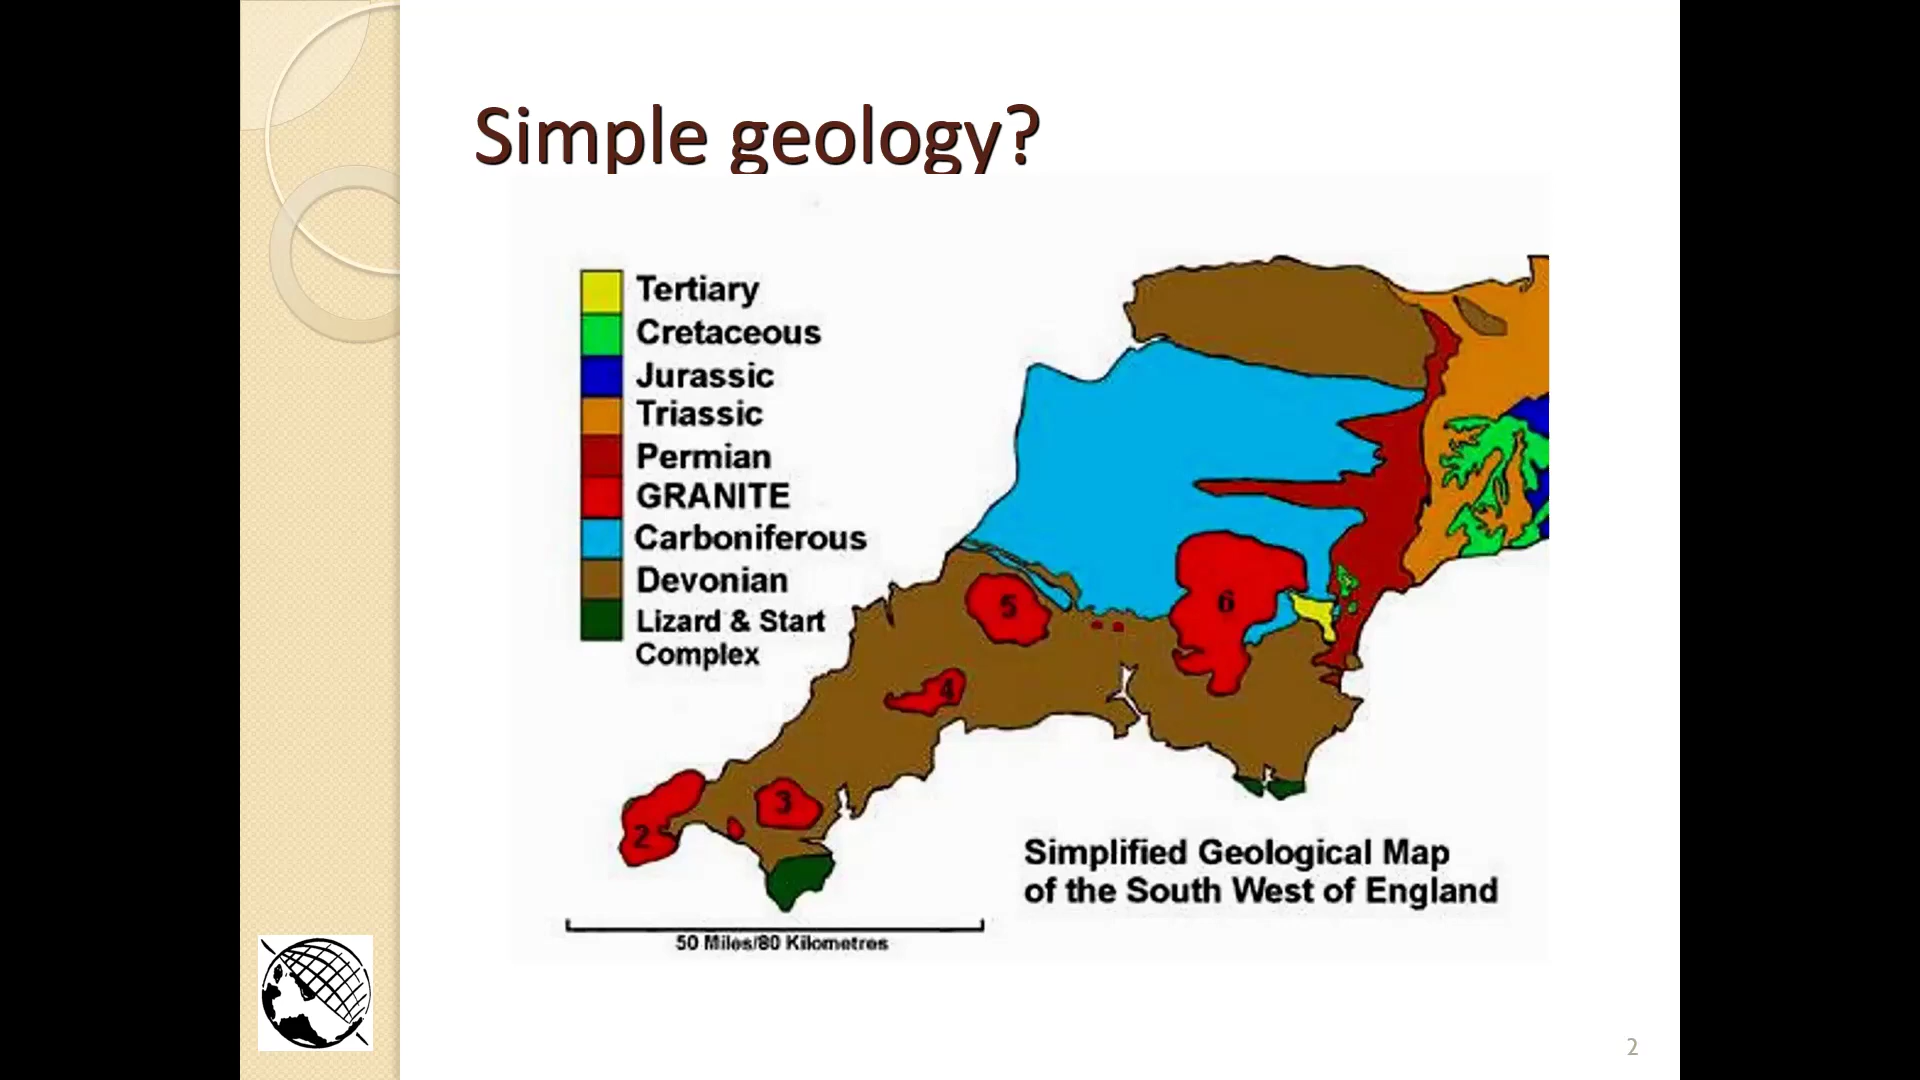 Simple geology?
Tertiary
Cretaceous
Jurassic
Triassic
Permian
GRANITE
Carboniferous
Devonian
Lizard & Start
Complex
5
6
4
3
2
Simplified Geological Map
of the South West of England
50 Miles/80 Kilometres
2